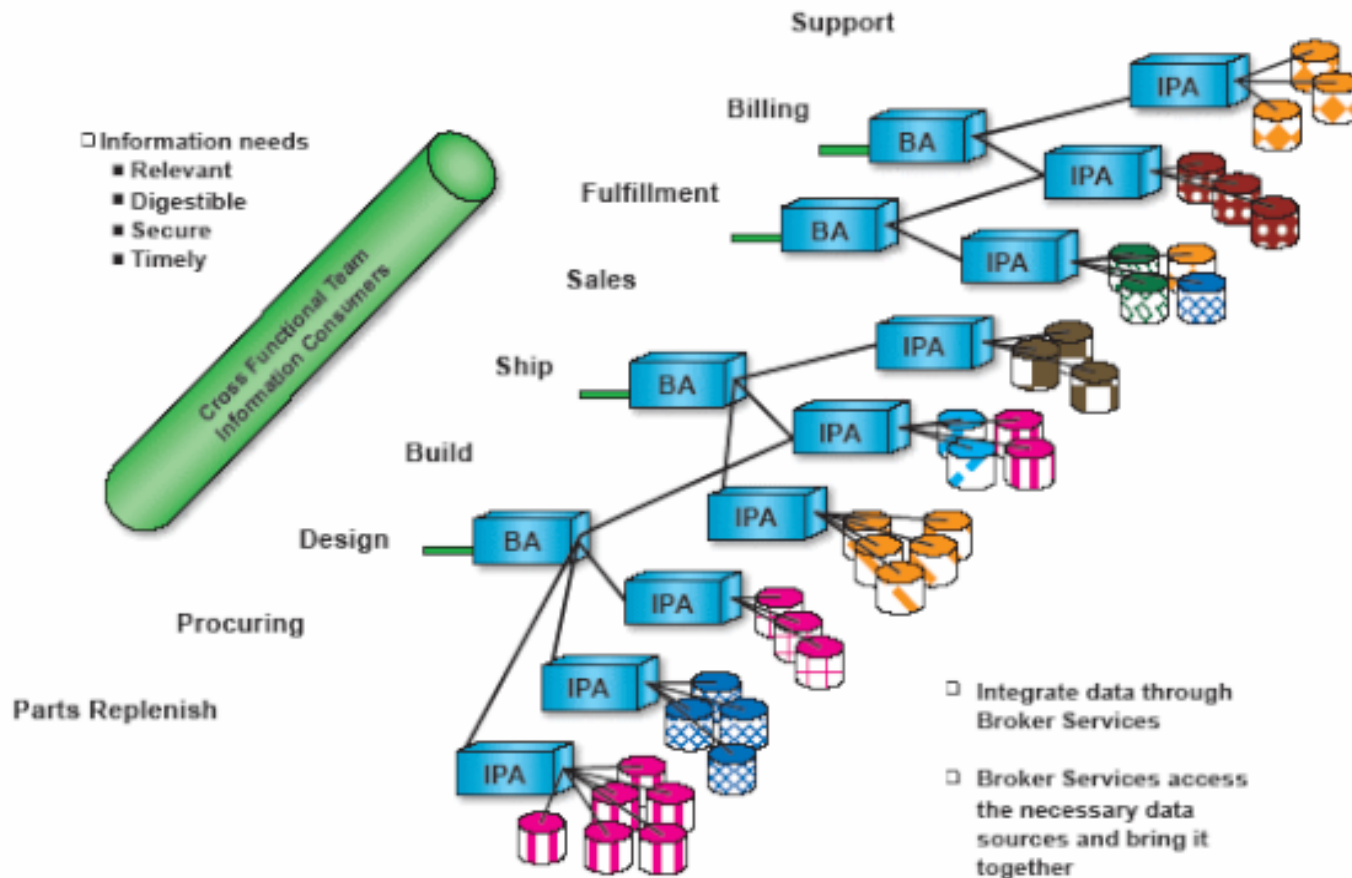 Support
IPA
Billing
BA
Information needs
Relevant
Digestible
Secure
Timely
IPA
Fulfillment
BA
IPA
Sales
Cross Functional Team
Information Consumers
IPA
Ship
BA
IPA
Build
IPA
Design
BA
IPA
Procuring
IPA
Parts Replenish
IPA
Integrate data through
Broker Services
Broker Services access
the necessary data
sources and bring it
together